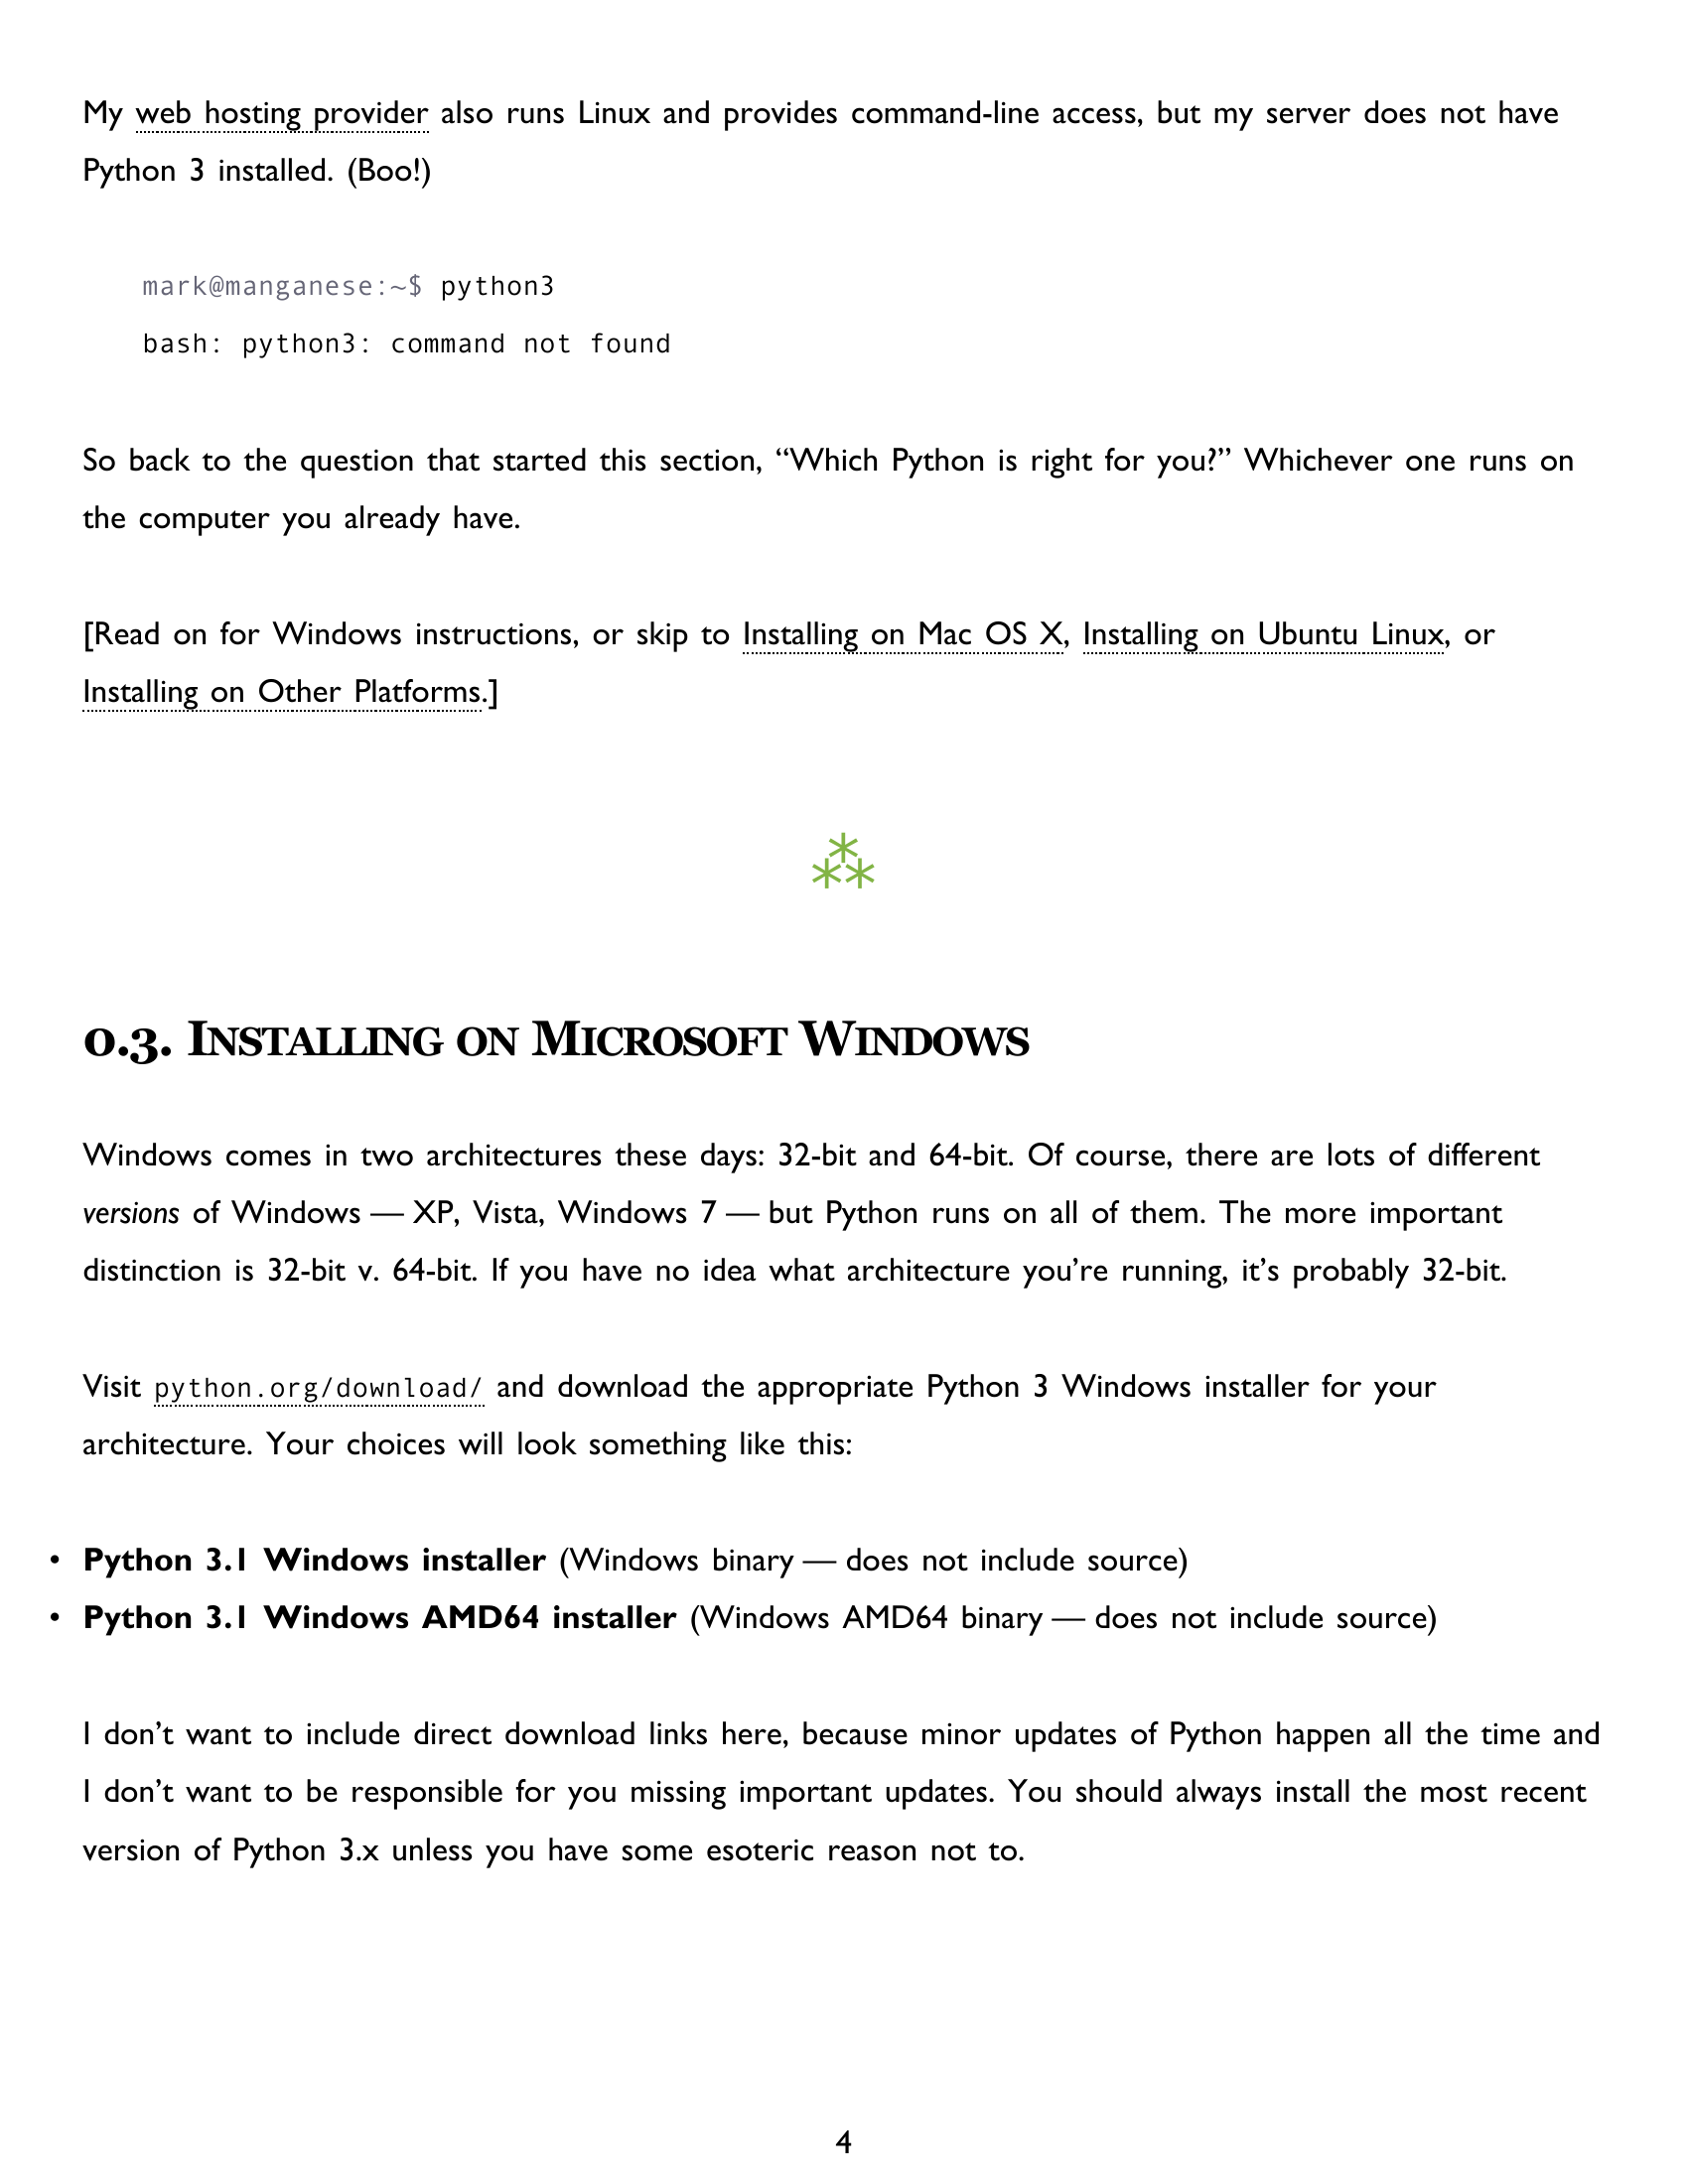 My web hosting provider also runs Linux and provides command-line access, but my server does not have
Python 3 installed. (Boo!)
mark@manganese:~$ python3
bash: python3: command not found
So back to the question that started this section, “Which Python is right for you?” Whichever one runs on
the computer you already have.
[Read on for Windows instructions, or skip to Installing on Mac OS X, Installing on Ubuntu Linux, or
Installing on Other Platforms.]
⁂
0.3. Installing on Microsoft Windows
Windows comes in two architectures these days: 32-bit and 64-bit. Of course, there are lots of different
versions of Windows — XP, Vista, Windows 7 — but Python runs on all of them. The more important
distinction is 32-bit v. 64-bit. If you have no idea what architecture you’re running, it’s probably 32-bit.
Visit python.org/download/ and download the appropriate Python 3 Windows installer for your
architecture. Your choices will look something like this:
• Python 3.1 Windows installer (Windows binary — does not include source)
• Python 3.1 Windows AMD64 installer (Windows AMD64 binary — does not include source)
I don’t want to include direct download links here, because minor updates of Python happen all the time and
I don’t want to be responsible for you missing important updates. You should always install the most recent
version of Python 3.x unless you have some esoteric reason not to.
4